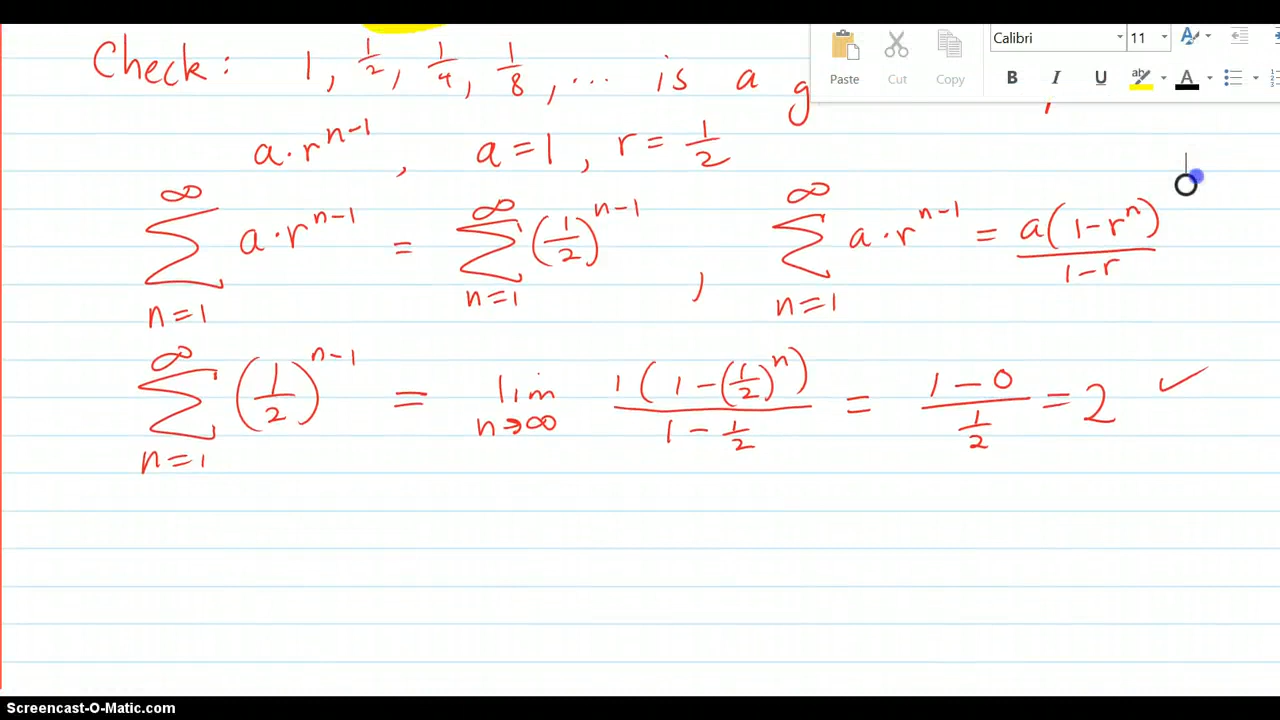 Calibri 11
Paste Cut Copy B I U A
Check : 1, 1/2, 1/4, 1/8, ... is a g
a·r^(n-1), a=1, r=1/2
∞∑n=1 a·r^(n-1) = ∞∑n=1 (1/2)^(n-1), ∞∑n=1 a·r^(n-1) = a(1-r^n)/(1-r)
∞∑n=1 (1/2)^(n-1) = lim n→∞ 1(1-(1/2)^n)/(1-1/2) = (1-0)/(1/2) = 2 ✓
Screencast-O-Matic.com